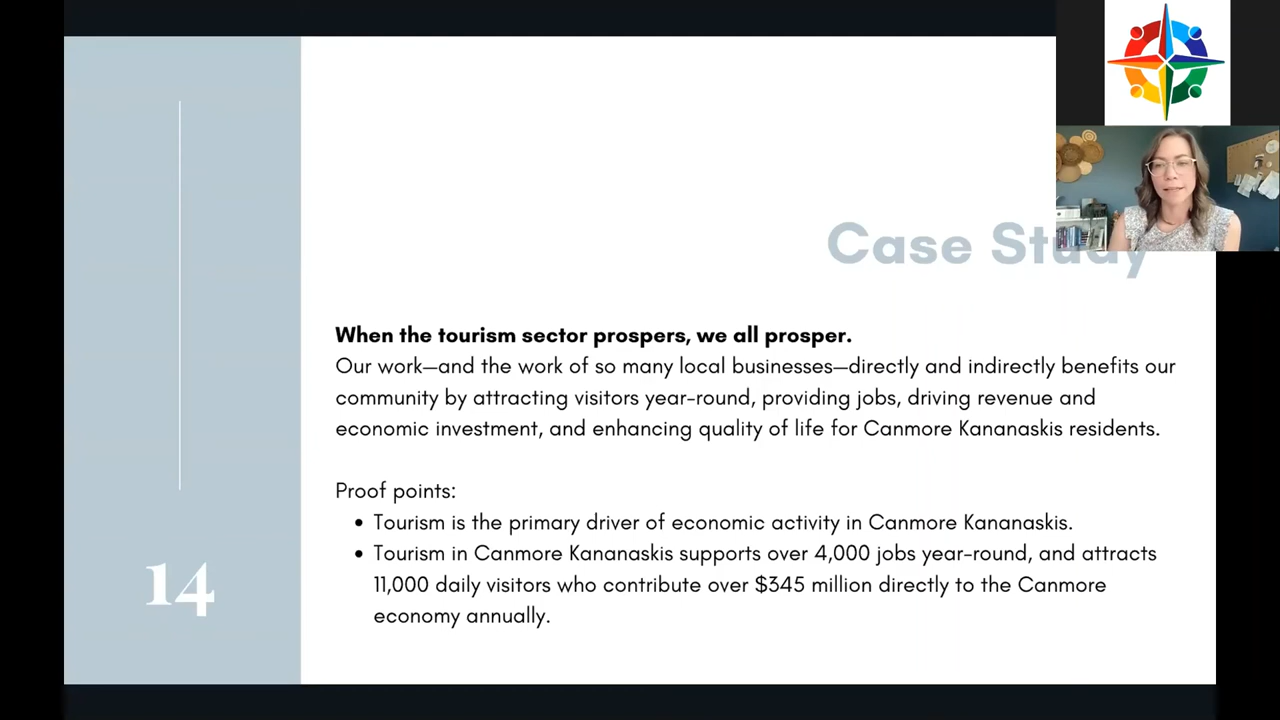 Case Study
When the tourism sector prospers, we all prosper.
Our work—and the work of so many local businesses—directly and indirectly benefits our
community by attracting visitors year-round, providing jobs, driving revenue and
economic investment, and enhancing quality of life for Canmore Kananaskis residents.
Proof points:
• Tourism is the primary driver of economic activity in Canmore Kananaskis.
• Tourism in Canmore Kananaskis supports over 4,000 jobs year-round, and attracts
11,000 daily visitors who contribute over $345 million directly to the Canmore
economy annually.
14